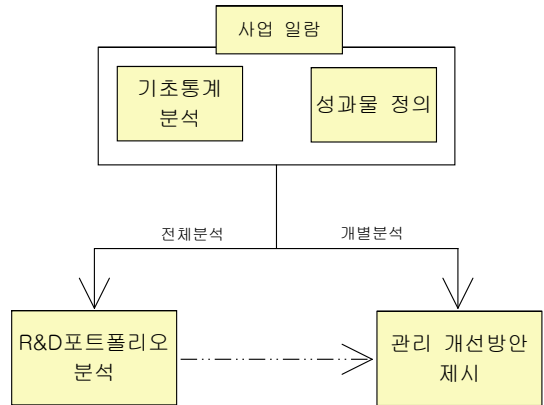 사업 일람
기초통계
분석
성과물 정의
전체분석
개별분석
R&D포트폴리오
분석
관리 개선방안
제시